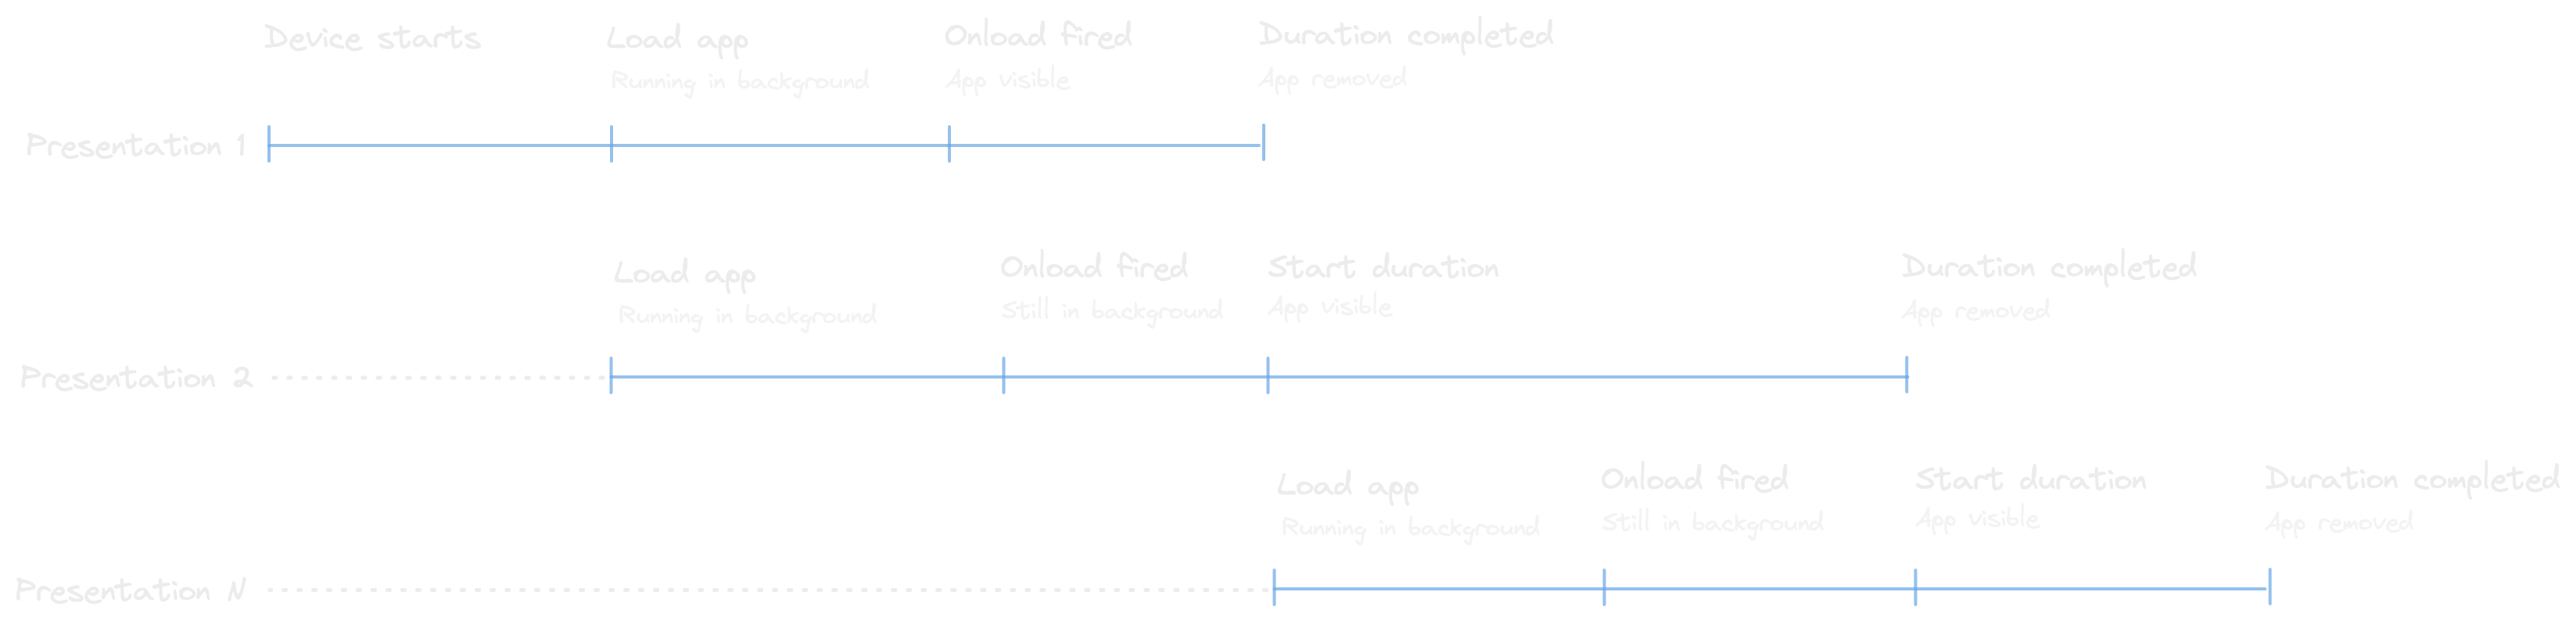 Device starts
Load app
Running in background
Onload fired
App visible
Duration completed
App removed
Presentation 1
Load app
Running in background
Onload fired
Still in background
Start duration
App visible
Duration completed
App removed
Presentation 2
Load app
Running in background
Onload fired
Still in background
Start duration
App visible
Duration completed
App removed
Presentation N